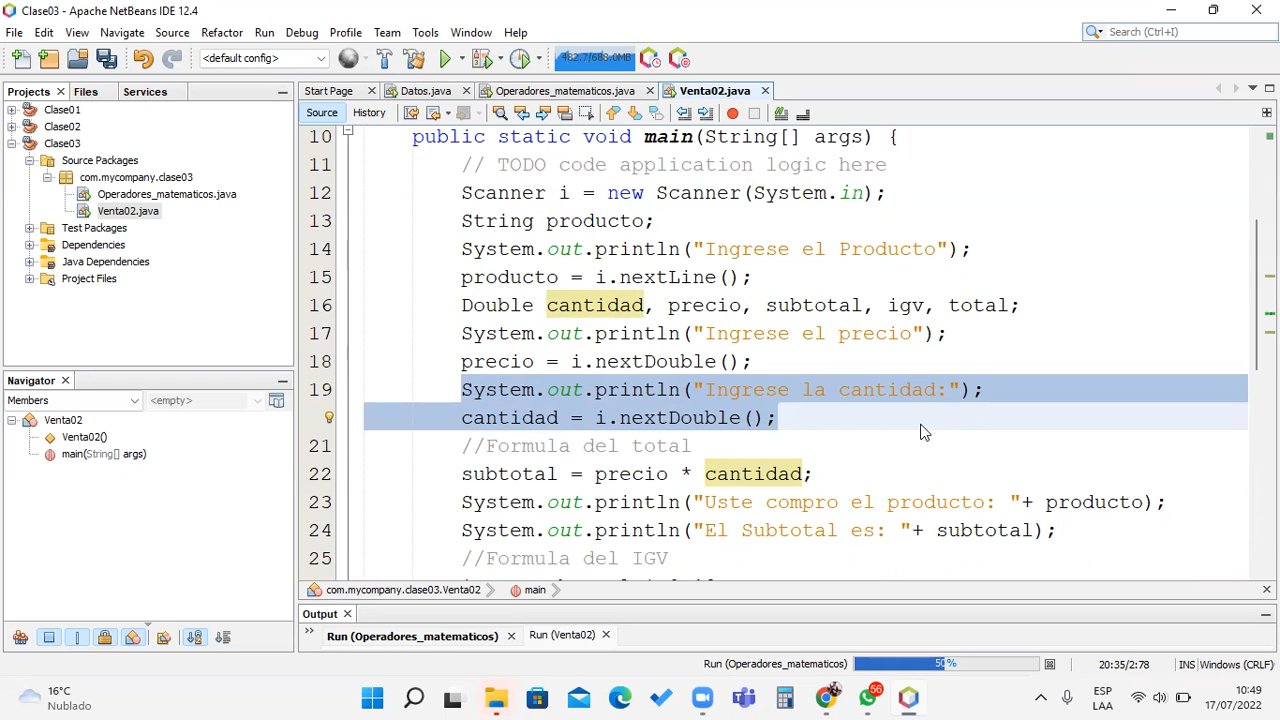 Clase03 - Apache NetBeans IDE 12.4
File Edit View Navigate Source Refactor Run Debug Profile Team Tools Window Help
Search (Ctrl+I)
<default config>
482.7/688.0MB
Projects Files Services
Start Page Datos.java Operadores_matematicos.java Venta02.java
Source History
Clase01
Clase02
Clase03
Source Packages
com.mycompany.clase03
Operadores_matematicos.java
Venta02.java
Test Packages
Dependencies
Java Dependencies
Project Files
Navigator
Members
<empty>
Venta02
Venta02()
main(String[] args)
10 public static void main(String[] args) {
11 // TODO code application logic here
12 Scanner i = new Scanner(System.in);
13 String producto;
14 System.out.println("Ingrese el Producto");
15 producto = i.nextLine();
16 Double cantidad, precio, subtotal, igv, total;
17 System.out.println("Ingrese el precio");
18 precio = i.nextDouble();
19 System.out.println("Ingrese la cantidad:");
cantidad = i.nextDouble();
21 //Formula del total
22 subtotal = precio * cantidad;
23 System.out.println("Uste compro el producto: "+ producto);
24 System.out.println("El Subtotal es: "+ subtotal);
25 //Formula del IGV
com.mycompany.clase03.Venta02 main
Output
Run (Operadores_matematicos) Run (Venta02)
Run (Operadores_matematicos) 50% 20:35/2:78 INS Windows (CRLF)
16°C
Nublado
56
ESP
LAA
10:49
17/07/2022